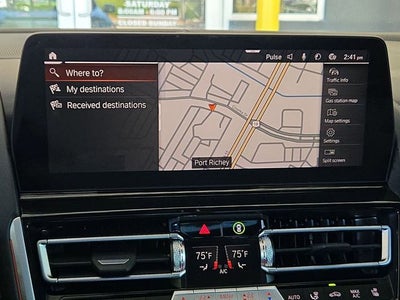 SATURDAY
CLOSED SUNDAY
Pulse
2:41 pm
Where to?
My destinations
Received destinations
Traffic info
Gas station map
Map settings
Settings
Split screen
Port Richey
75°F
75°F
A/C
MAX
A/C